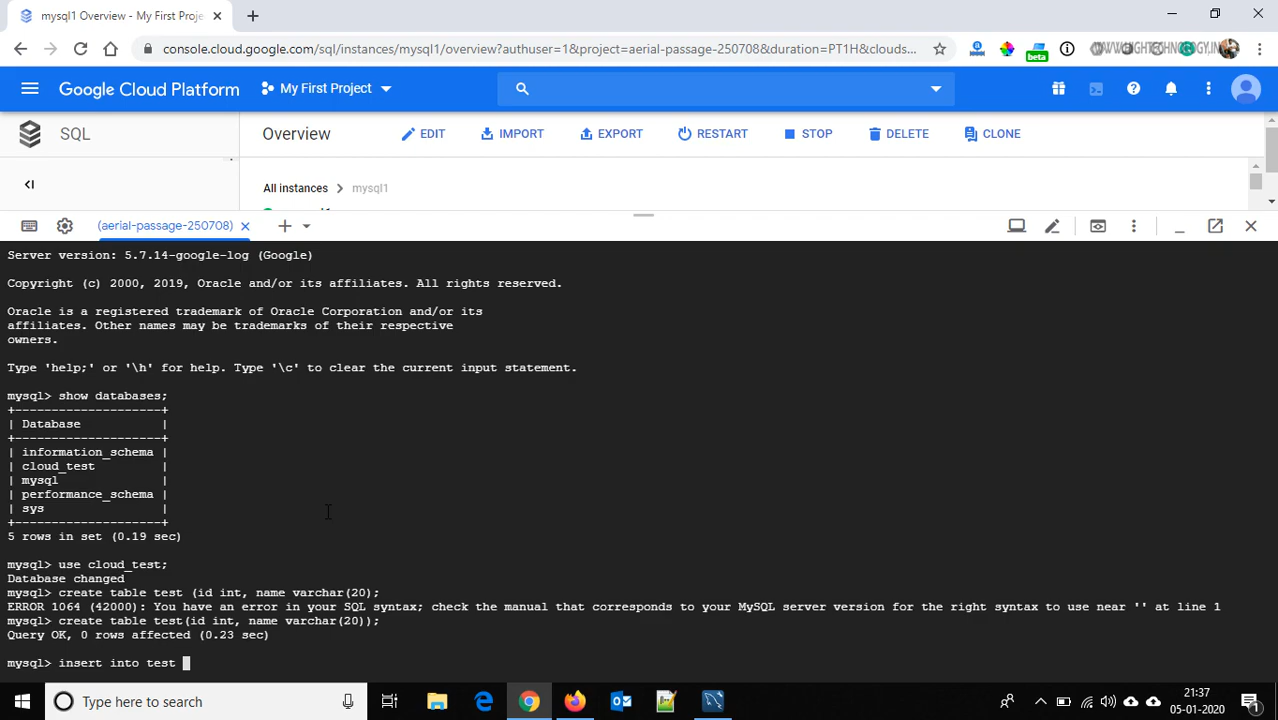 mysql1 Overview - My First Proje
console.cloud.google.com/sql/instances/mysql1/overview?authuser=1&project=aerial-passage-250708&duration=PT1H&clouds...
beta
Google Cloud Platform
My First Project
SQL
Overview
EDIT
IMPORT
EXPORT
RESTART
STOP
DELETE
CLONE
All instances
mysql1
(aerial-passage-250708)
Server version: 5.7.14-google-log (Google)
Copyright (c) 2000, 2019, Oracle and/or its affiliates. All rights reserved.
Oracle is a registered trademark of Oracle Corporation and/or its
affiliates. Other names may be trademarks of their respective
owners.
Type 'help;' or '\h' for help. Type '\c' to clear the current input statement.
mysql> show databases;
+--------------------+
| Database           |
+--------------------+
| information_schema |
| cloud_test         |
| mysql              |
| performance_schema |
| sys                |
+--------------------+
5 rows in set (0.19 sec)
mysql> use cloud_test;
Database changed
mysql> create table test (id int, name varchar(20);
ERROR 1064 (42000): You have an error in your SQL syntax; check the manual that corresponds to your MySQL server version for the right syntax to use near '' at line 1
mysql> create table test(id int, name varchar(20));
Query OK, 0 rows affected (0.23 sec)
mysql> insert into test
Type here to search
21:37
05-01-2020
1